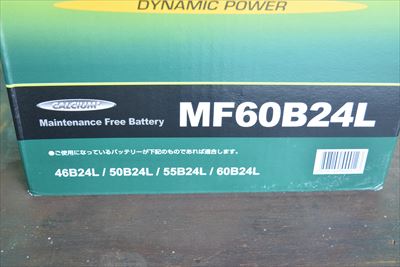 DYNAMIC POWER
CALCIUM
Maintenance Free Battery
MF60B24L
●ご使用になっているバッテリーが下記のものであれば適合します。
46B24L / 50B24L / 55B24L / 60B24L